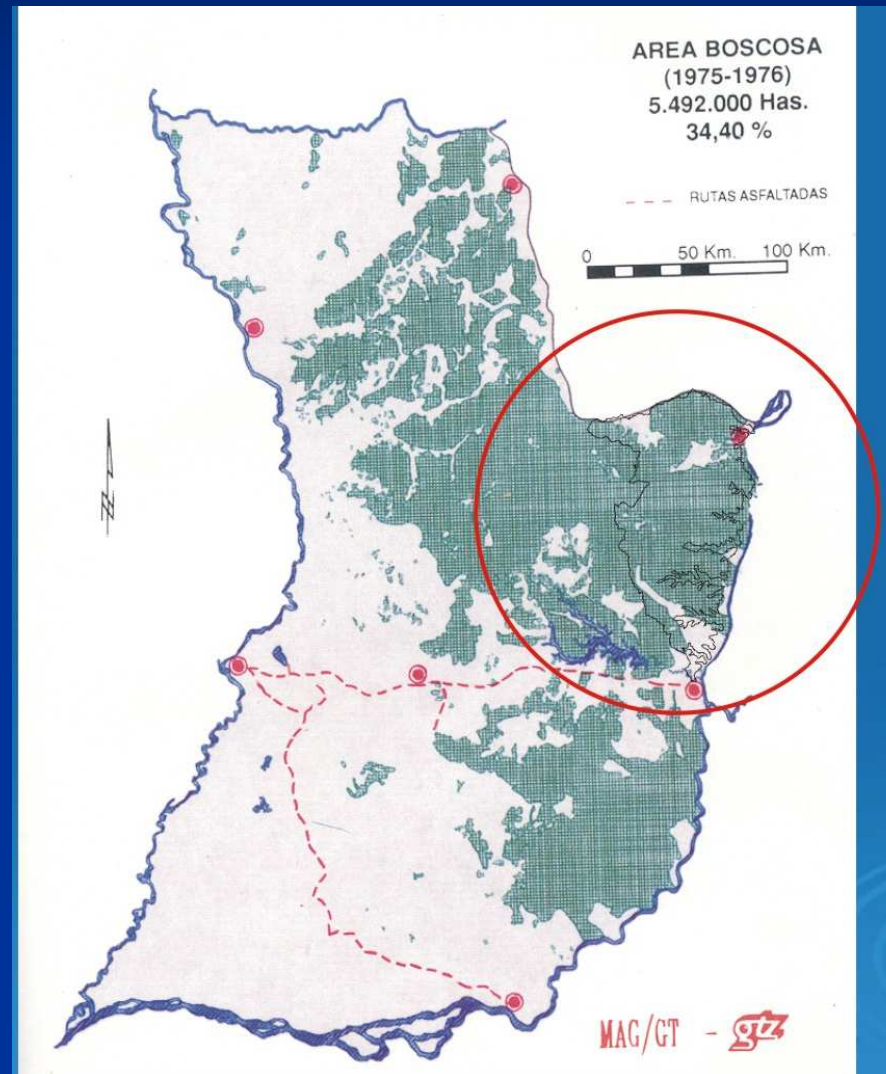 AREA BOSCOSA
(1975-1976)
5.492.000 Has.
34,40 %
RUTAS ASFALTADAS
0 50 Km. 100 Km.
MAG/GT - gtz